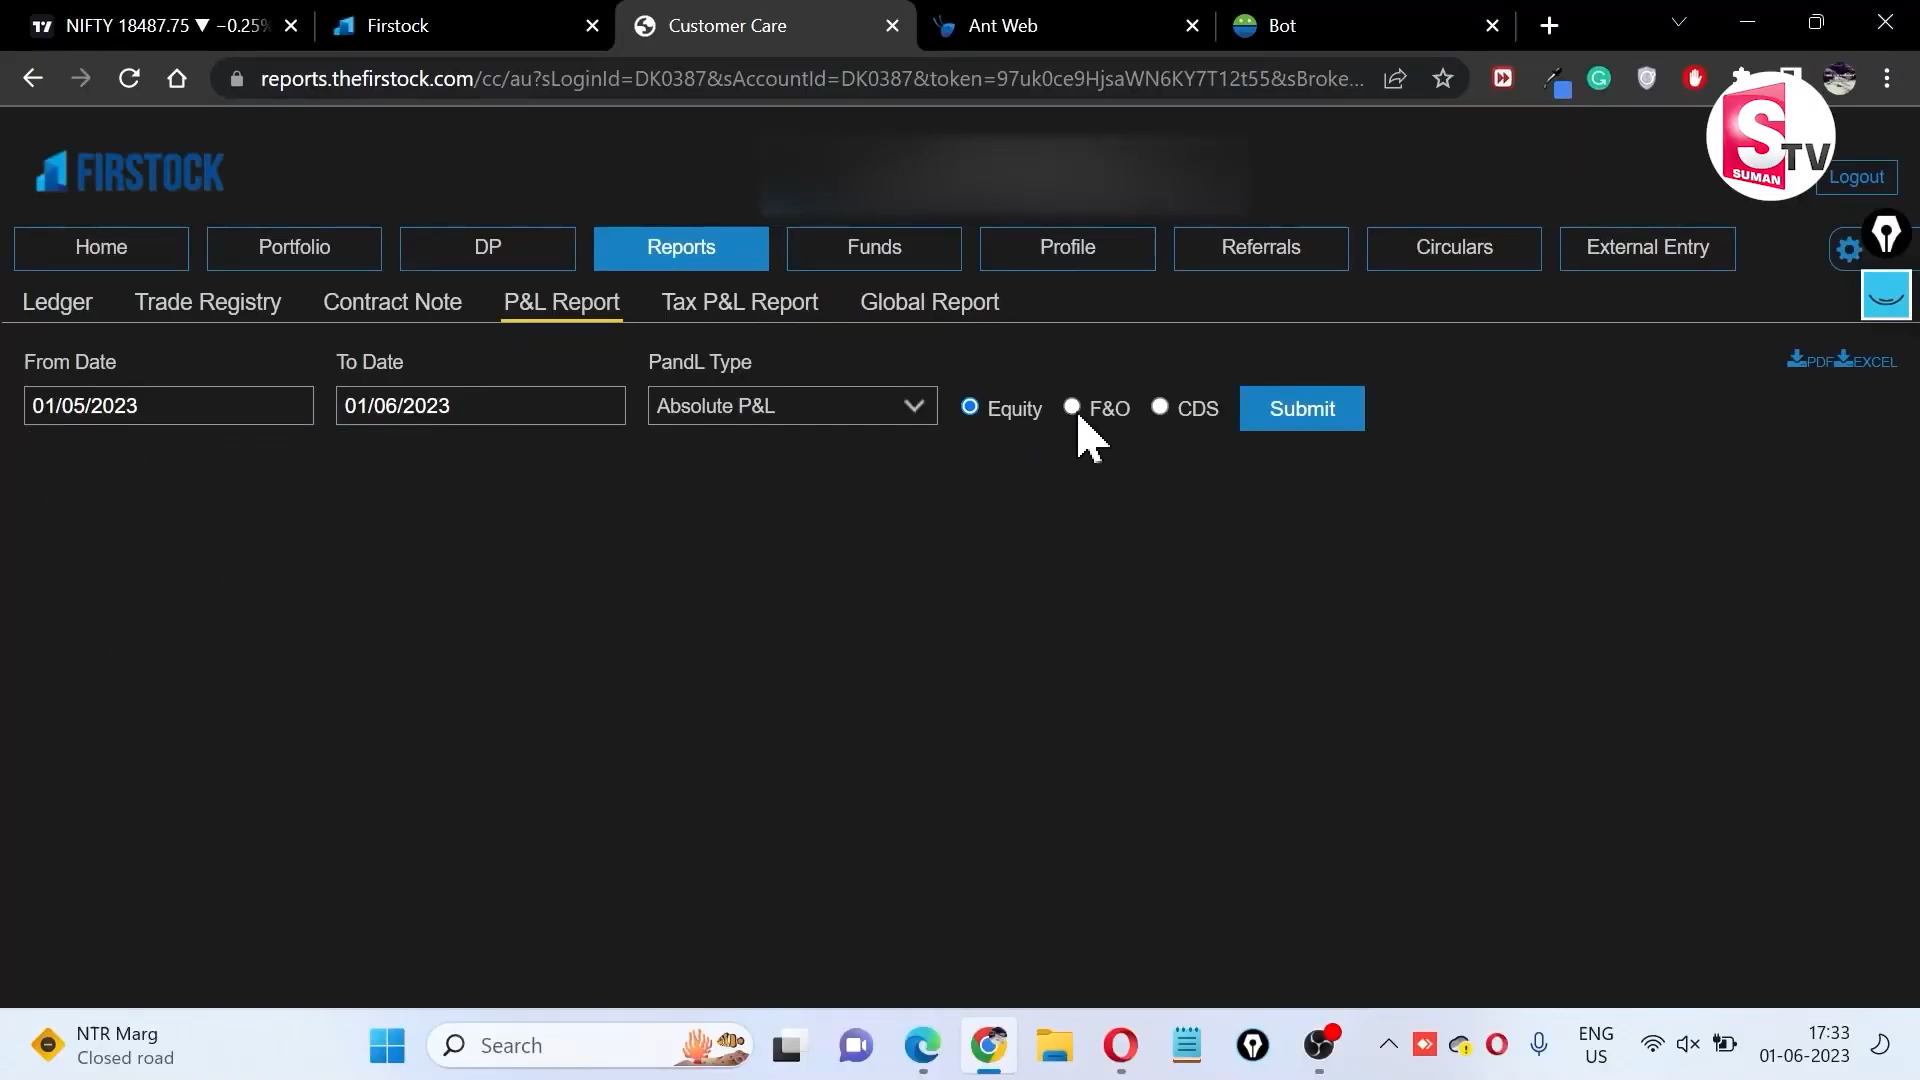 NIFTY 18487.75 ▼ −0.25%
Firstock
Customer Care
Ant Web
Bot
reports.thefirstock.com/cc/au?sLoginId=DK0387&sAccountId=DK0387&token=97uk0ce9HjsaWN6KY7T12t55&sBroke...
S TV
SUMAN
FIRSTOCK
Logout
Home
Portfolio
DP
Reports
Funds
Profile
Referrals
Circulars
External Entry
Ledger
Trade Registry
Contract Note
P&L Report
Tax P&L Report
Global Report
From Date
To Date
PandL Type
PDF
EXCEL
01/05/2023
01/06/2023
Absolute P&L
Equity
F&O
CDS
Submit
NTR Marg
Closed road
Search
ENG
US
17:33
01-06-2023